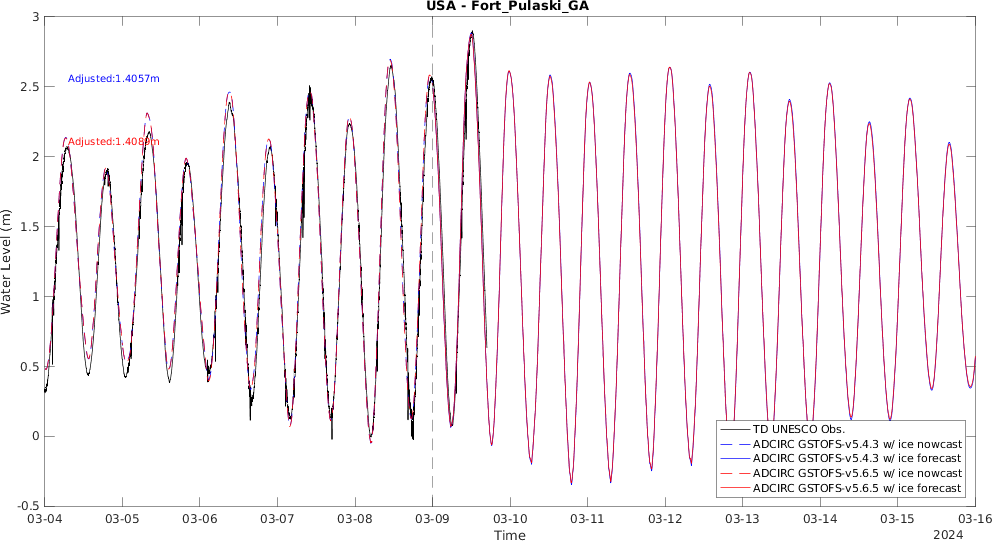 USA - Fort_Pulaski_GA
3
2.5
2
1.5
1
0.5
0
-0.5
Water Level (m)
Adjusted:1.4057m
Adjusted:1.4089m
TD UNESCO Obs.
ADCIRC GSTOFS-v5.4.3 w/ ice nowcast
ADCIRC GSTOFS-v5.4.3 w/ ice forecast
ADCIRC GSTOFS-v5.6.5 w/ ice nowcast
ADCIRC GSTOFS-v5.6.5 w/ ice forecast
03-04 03-05 03-06 03-07 03-08 03-09 03-10 03-11 03-12 03-13 03-14 03-15 03-16
Time
2024